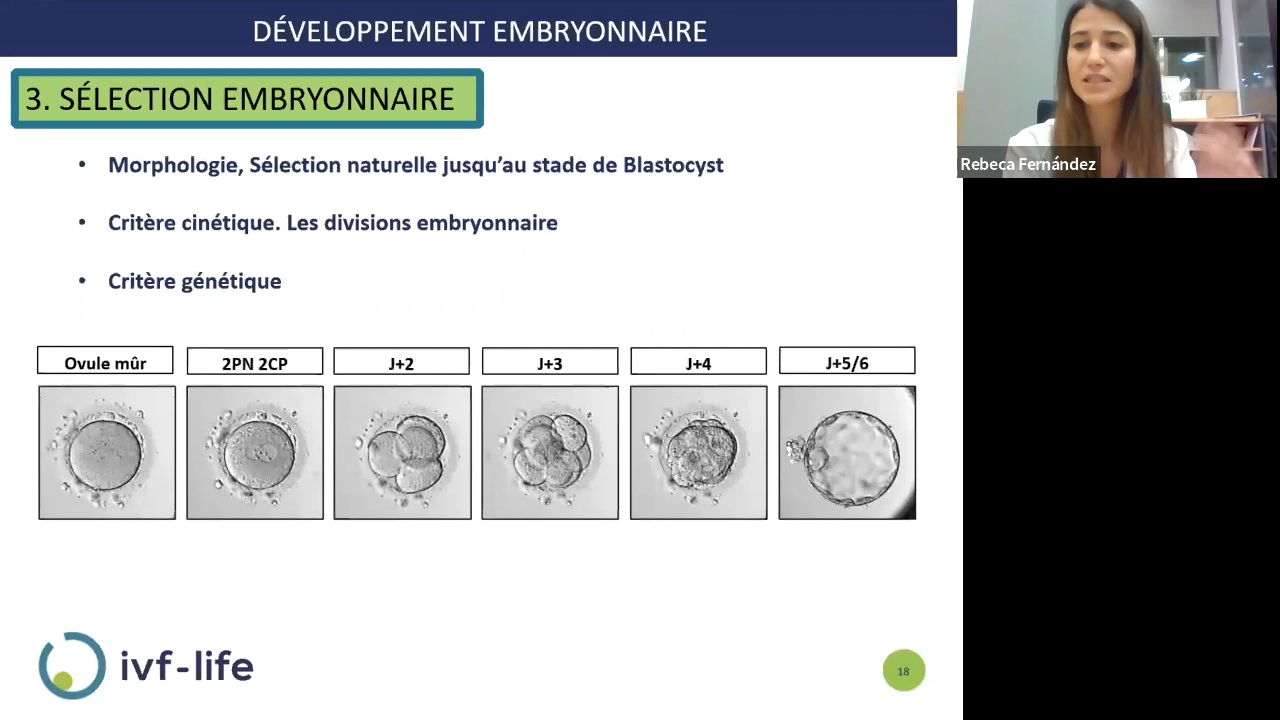 DÉVELOPPEMENT EMBRYONNAIRE
3. SÉLECTION EMBRYONNAIRE
• Morphologie, Sélection naturelle jusqu'au stade de Blastocyst
• Critère cinétique. Les divisions embryonnaire
• Critère génétique
Ovule mûr
2PN 2CP
J+2
J+3
J+4
J+5/6
ivf-life
18
Rebeca Fernández